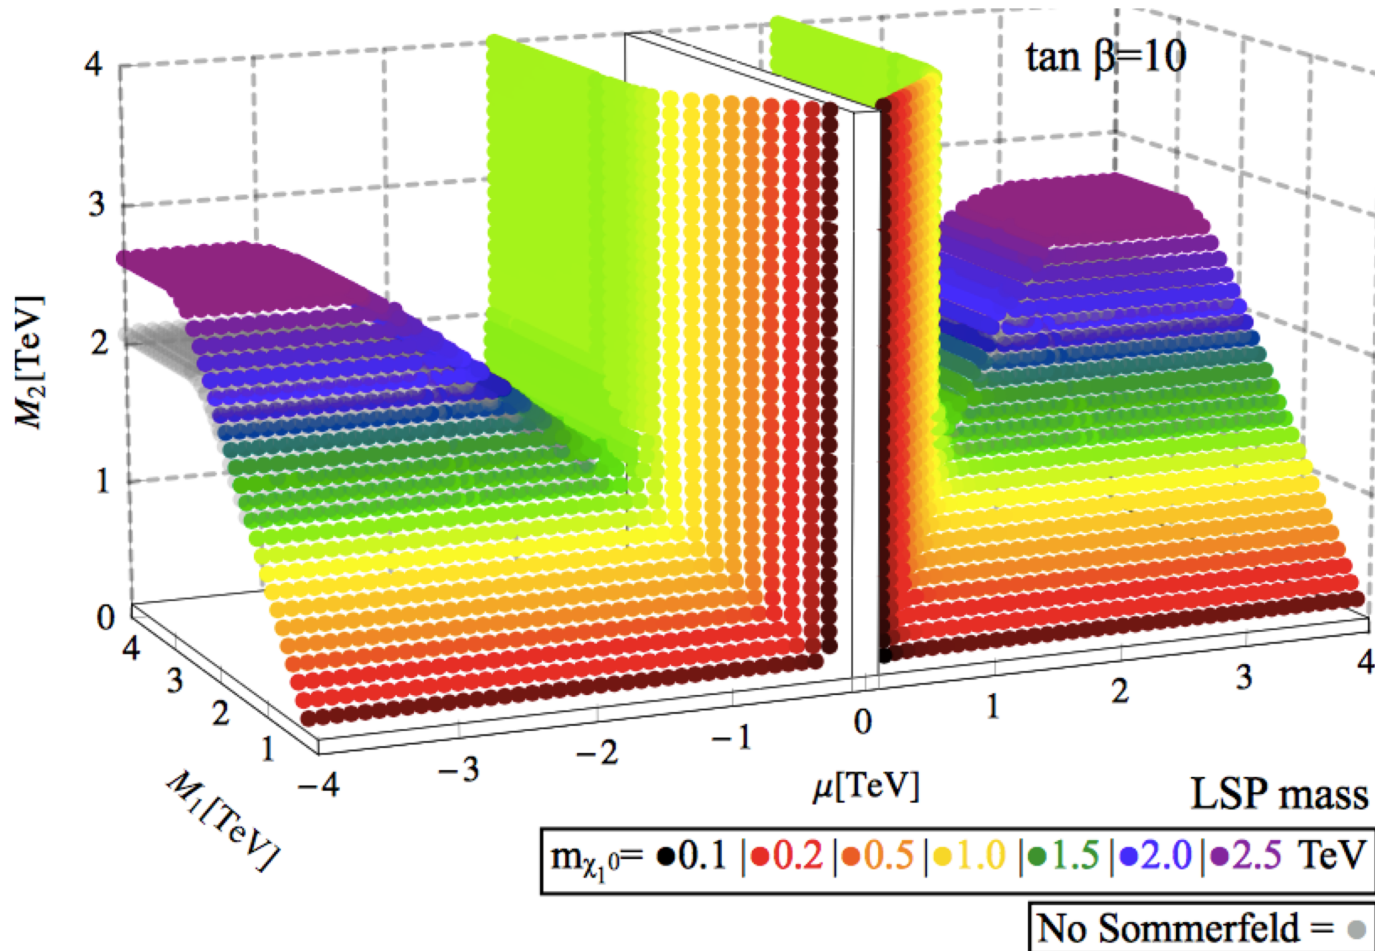 tan β=10
4
3
2
1
0
M₂[TeV]
4
3
2
1
M₁[TeV]
−4
−3
−2
−1
0
1
2
3
4
μ[TeV]
LSP mass
mχ₁⁰= ●0.1 |●0.2 |●0.5 |●1.0 |●1.5 |●2.0 |●2.5 TeV
No Sommerfeld = ●